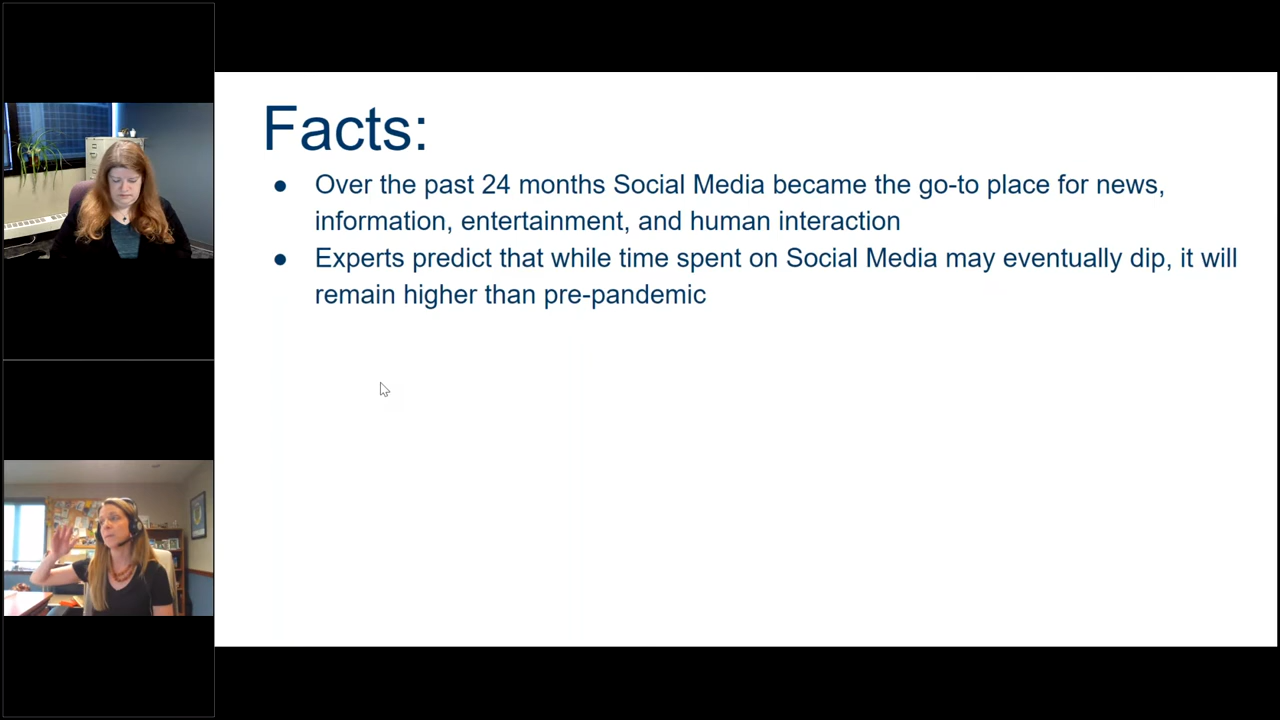 Facts:
● Over the past 24 months Social Media became the go-to place for news,
information, entertainment, and human interaction
● Experts predict that while time spent on Social Media may eventually dip, it will
remain higher than pre-pandemic